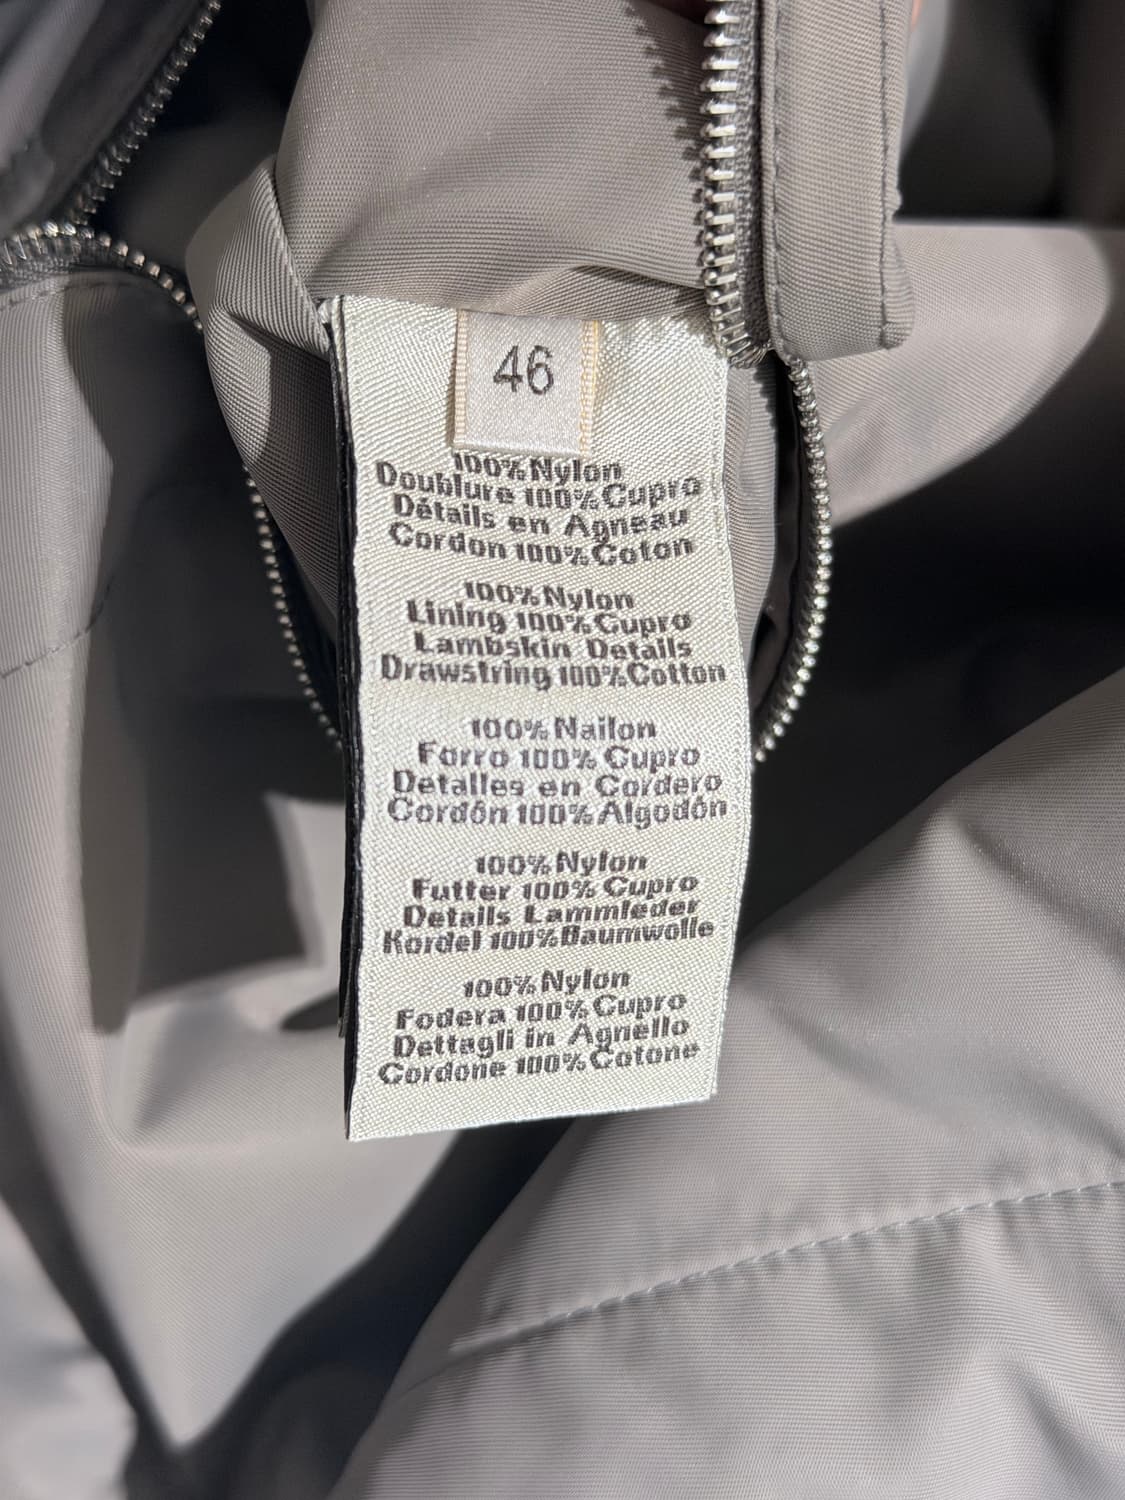 46
100% Nylon
Doublure 100% Cupro
Détails en Agneau
Cordon 100% Coton
100% Nylon
Lining 100% Cupro
Lambskin Details
Drawstring 100% Cotton
100% Nailon
Forro 100% Cupro
Detalles en Cordero
Cordón 100% Algodón
100% Nylon
Futter 100% Cupro
Details Lammleder
Kordel 100% Baumwolle
100% Nylon
Fodera 100% Cupro
Dettagli in Agnello
Cordone 100% Cotone